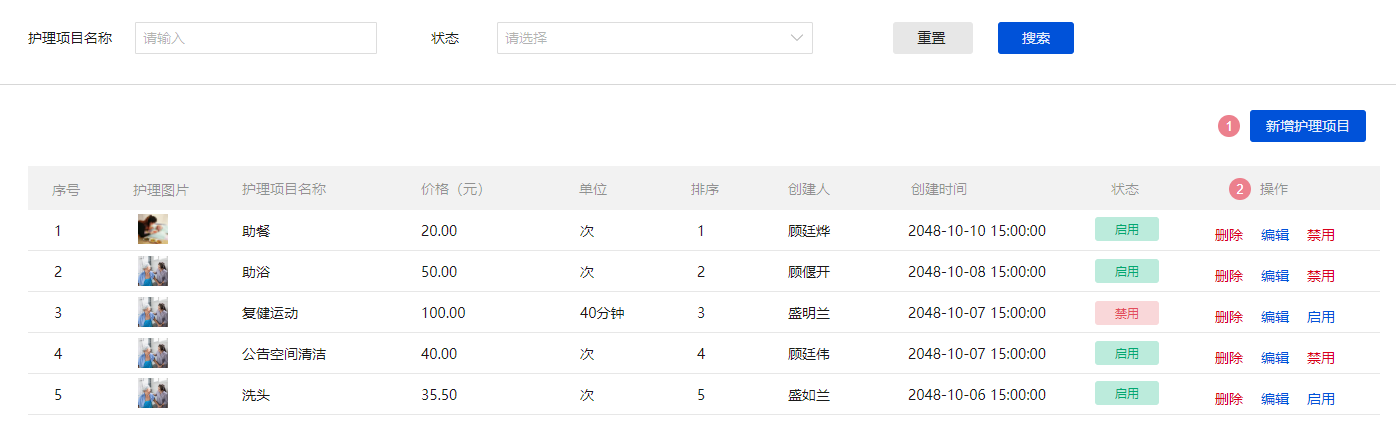 护理项目名称 请输入 状态 请选择 重置 搜索
1 新增护理项目
序号 护理图片 护理项目名称 价格（元） 单位 排序 创建人 创建时间 状态 2 操作
1 助餐 20.00 次 1 顾廷烨 2048-10-10 15:00:00 启用 删除 编辑 禁用
2 助浴 50.00 次 2 顾偃开 2048-10-08 15:00:00 启用 删除 编辑 禁用
3 复健运动 100.00 40分钟 3 盛明兰 2048-10-07 15:00:00 禁用 删除 编辑 启用
4 公告空间清洁 40.00 次 4 顾廷伟 2048-10-07 15:00:00 启用 删除 编辑 禁用
5 洗头 35.50 次 5 盛如兰 2048-10-06 15:00:00 启用 删除 编辑 启用